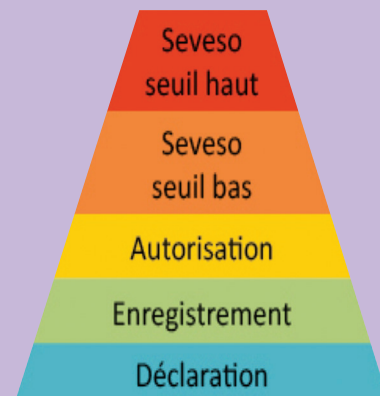 Seveso
seuil haut
Seveso
seuil bas
Autorisation
Enregistrement
Déclaration